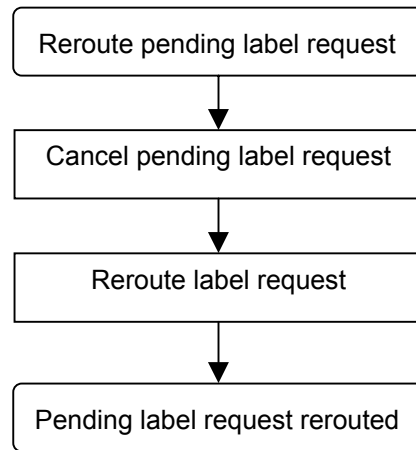 Reroute pending label request
Cancel pending label request
Reroute label request
Pending label request rerouted